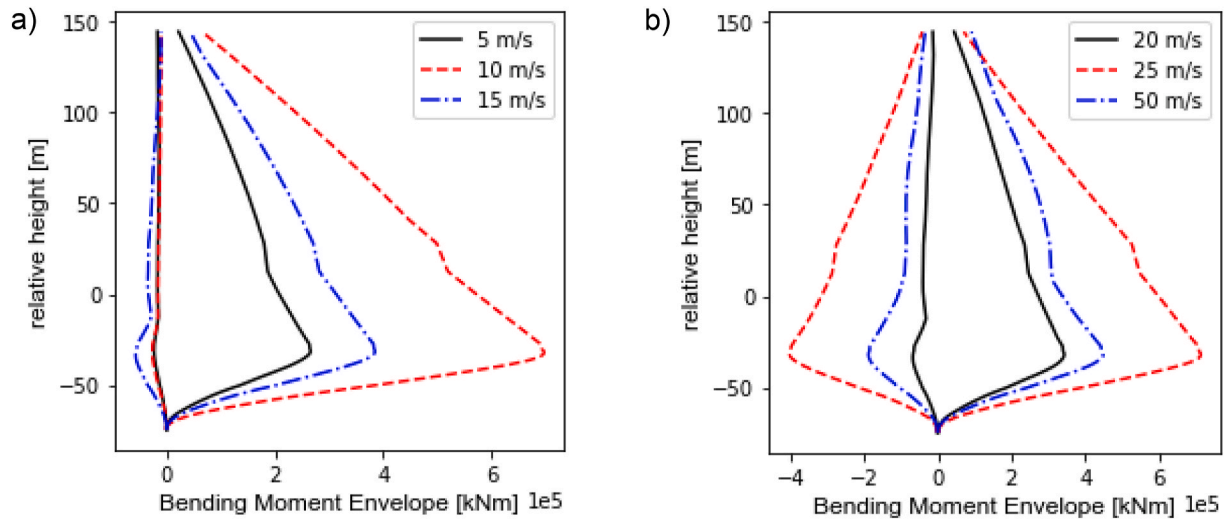 a)
150
100
50
0
−50
relative height [m]
5 m/s
10 m/s
15 m/s
0 2 4 6
Bending Moment Envelope [kNm] 1e5
b)
150
100
50
0
−50
relative height [m]
20 m/s
25 m/s
50 m/s
−4 −2 0 2 4 6
Bending Moment Envelope [kNm] 1e5